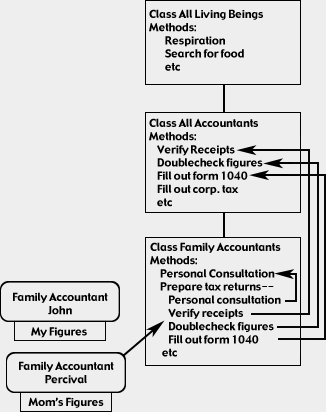 Class All Living Beings
Methods:
Respiration
Search for food
etc
Class All Accountants
Methods:
Verify Receipts
Doublecheck figures
Fill out form 1040
Fill out corp. tax
etc
Class Family Accountants
Methods:
Personal Consultation
Prepare tax returns--
Personal consultation
Verify receipts
Doublecheck figures
Fill out form 1040
etc
Family Accountant
John
My Figures
Family Accountant
Percival
Mom's Figures